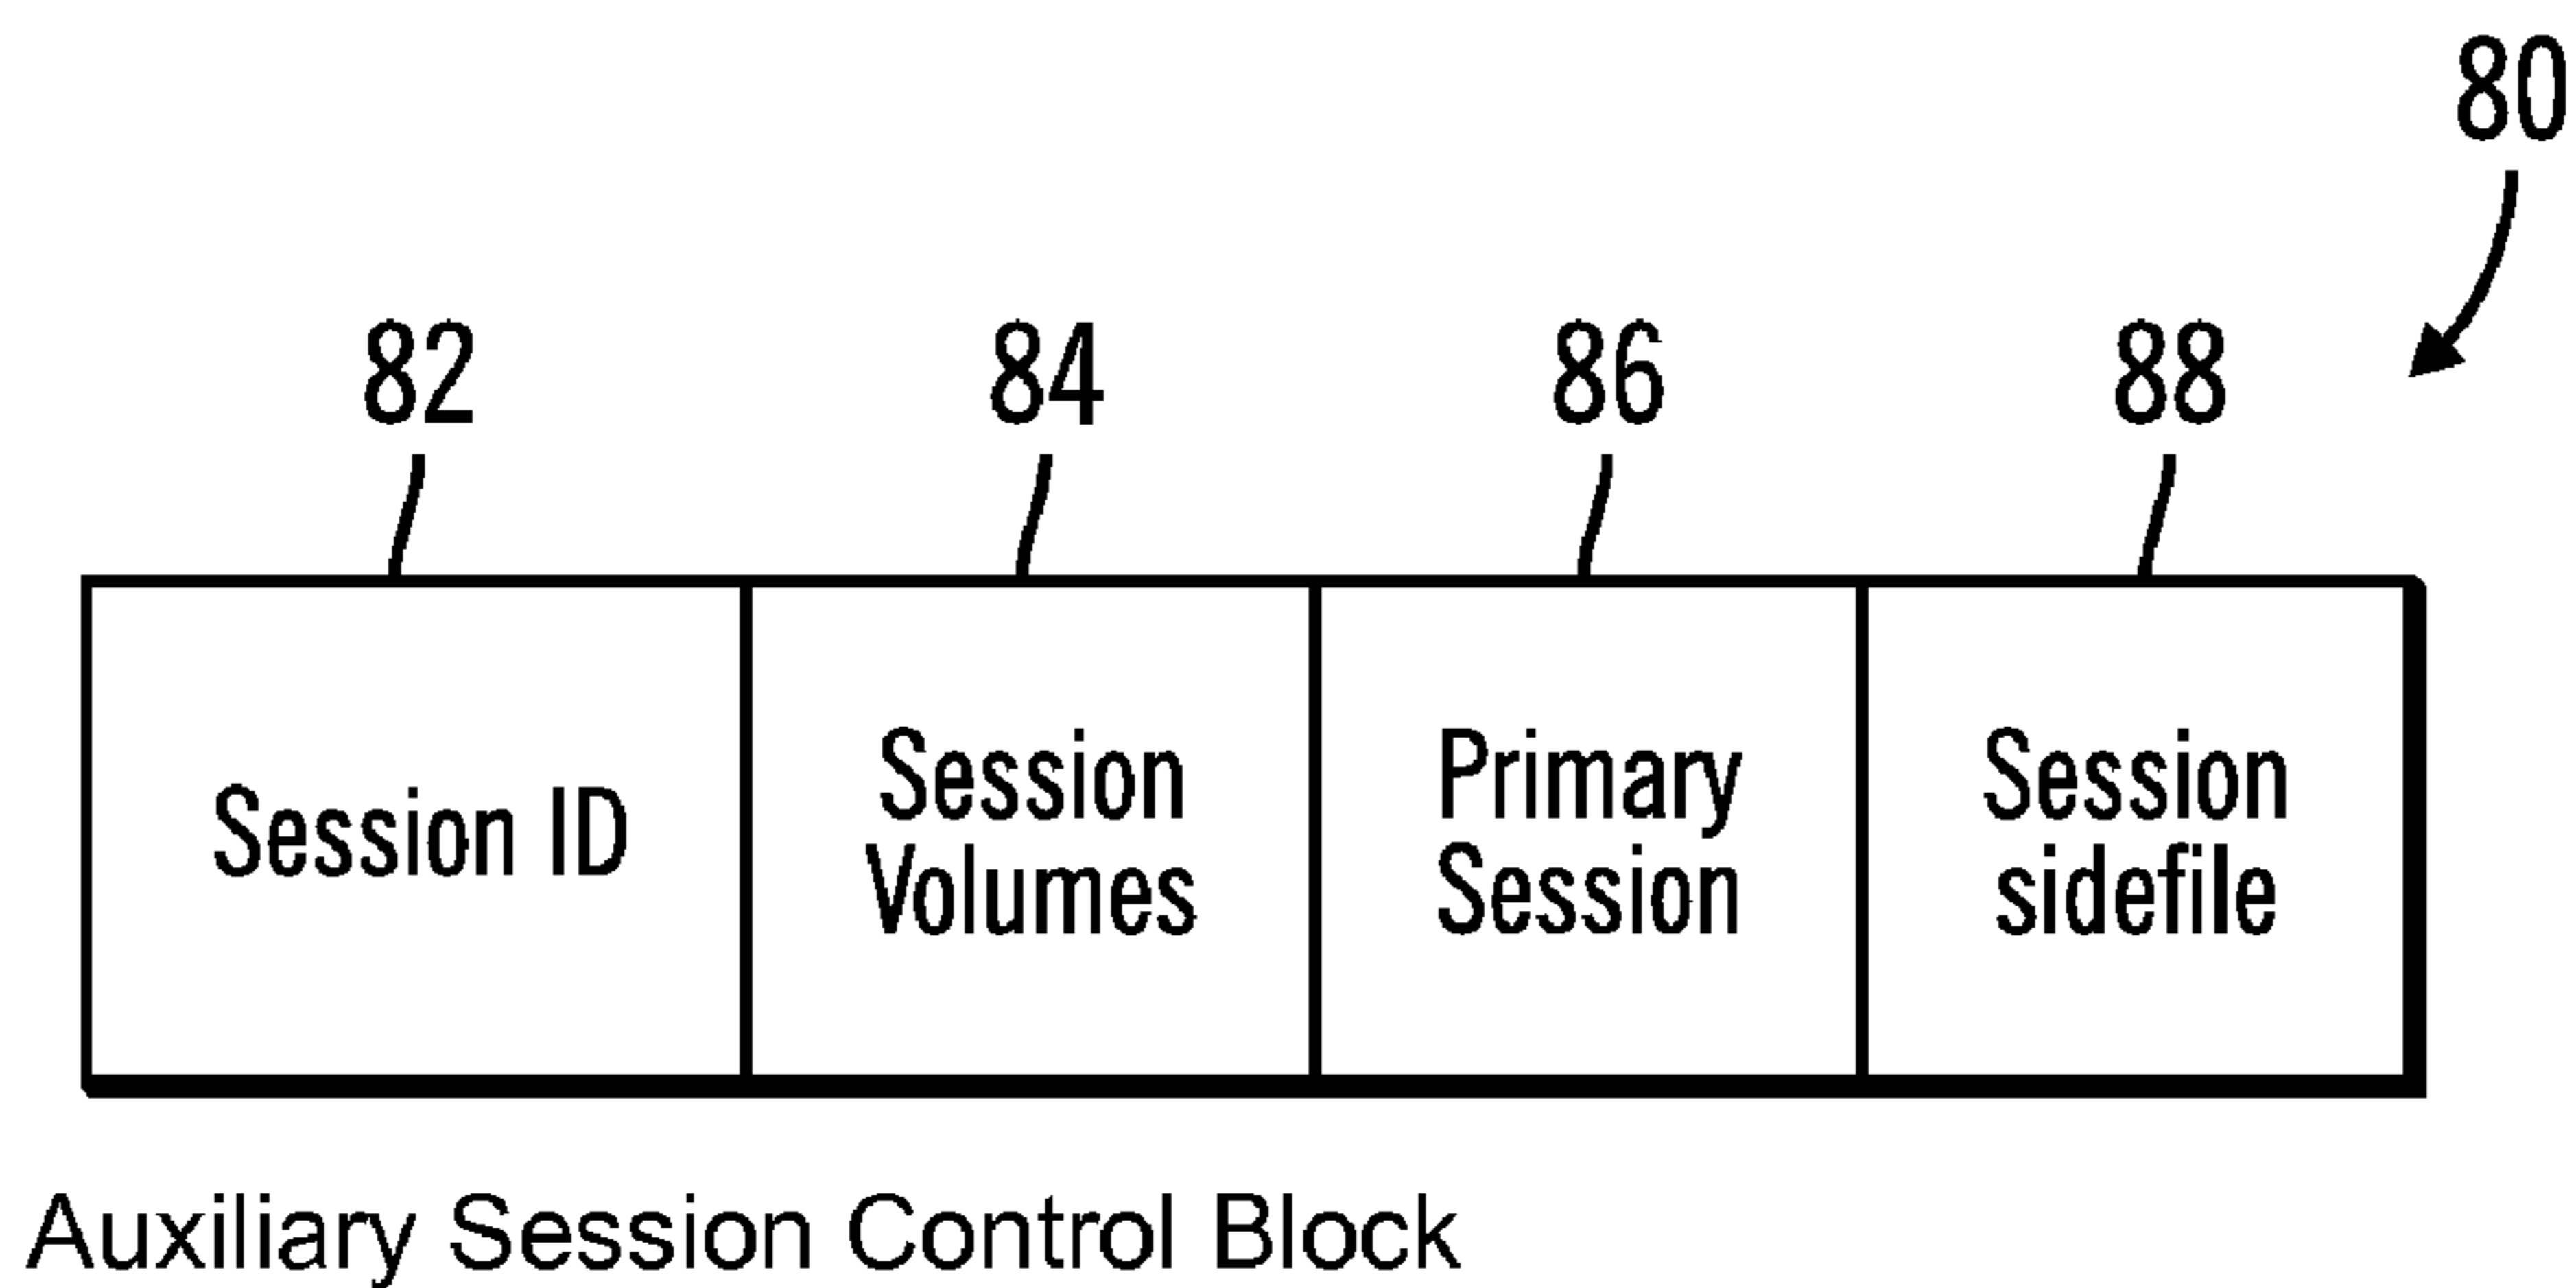 80
82 84 86 88
Session ID
Session
Volumes
Primary
Session
Session
sidefile
Auxiliary Session Control Block